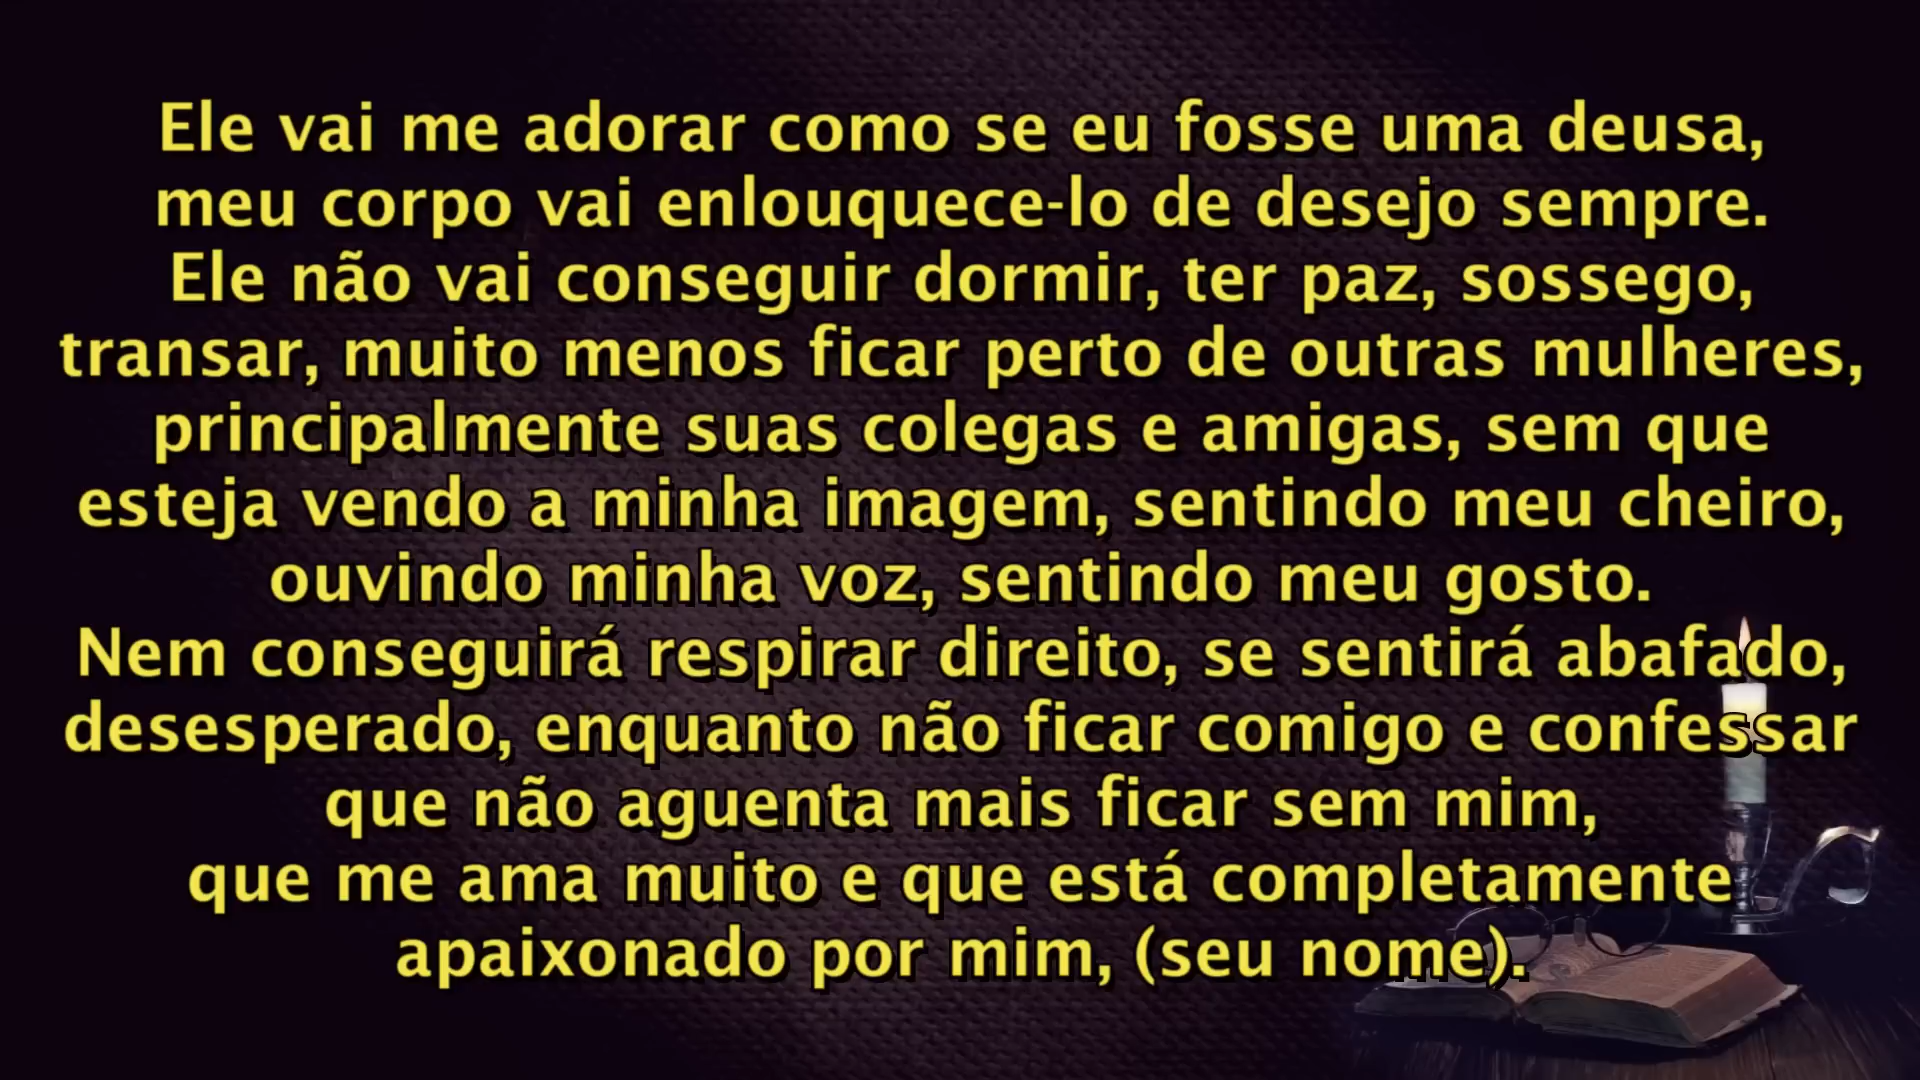 Ele vai me adorar como se eu fosse uma deusa,
meu corpo vai enlouquece-lo de desejo sempre.
Ele não vai conseguir dormir, ter paz, sossego,
transar, muito menos ficar perto de outras mulheres,
principalmente suas colegas e amigas, sem que
esteja vendo a minha imagem, sentindo meu cheiro,
ouvindo minha voz, sentindo meu gosto.
Nem conseguirá respirar direito, se sentirá abafado,
desesperado, enquanto não ficar comigo e confessar
que não aguenta mais ficar sem mim,
que me ama muito e que está completamente
apaixonado por mim, (seu nome).